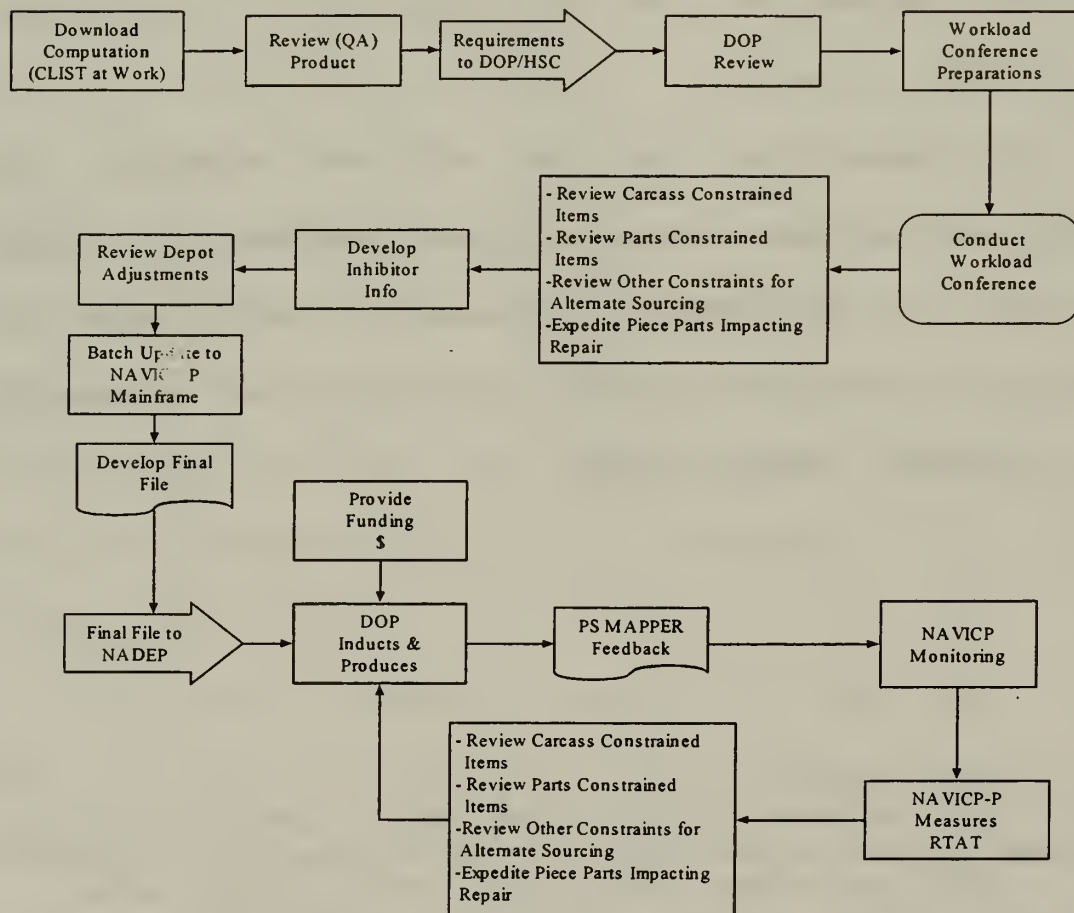 Download
Computation
(CLIST at Work)
Review (QA)
Product
Requirements
to DOP/HSC
DOP
Review
Workload
Conference
Preparations
Conduct
Workload
Conference
- Review Carcass Constrained
Items
- Review Parts Constrained
Items
-Review Other Constraints for
Alternate Sourcing
-Expedite Piece Parts Impacting
Repair
Develop
Inhibitor
Info
Review Depot
Adjustments
Batch Update to
P
Mainframe
Develop Final
File
Provide
Funding
$
Final File to
NADEP
DOP
Inducts &
Produces
PS MAPPER
Feedback
NAVICP
Monitoring
NAVICP-P
Measures
RTAT
- Review Carcass Constrained
Items
- Review Parts Constrained
Items
-Review Other Constraints for
Alternate Sourcing
-Expedite Piece Parts Impacting
Repair